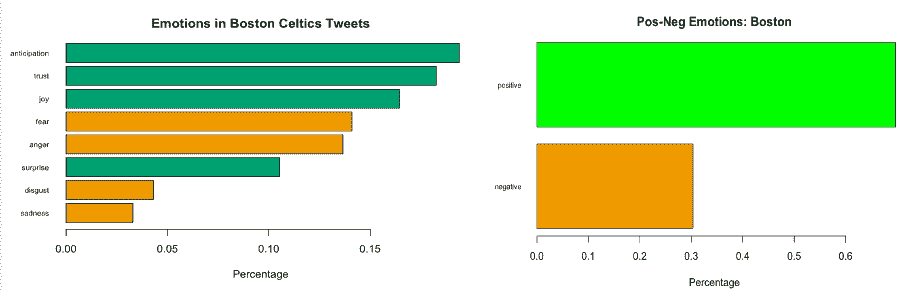 Emotions in Boston Celtics Tweets
anticipation
trust
joy
fear
anger
surprise
disgust
sadness
0.00 0.05 0.10 0.15
Percentage
Pos-Neg Emotions: Boston
positive
negative
0.0 0.1 0.2 0.3 0.4 0.5 0.6
Percentage